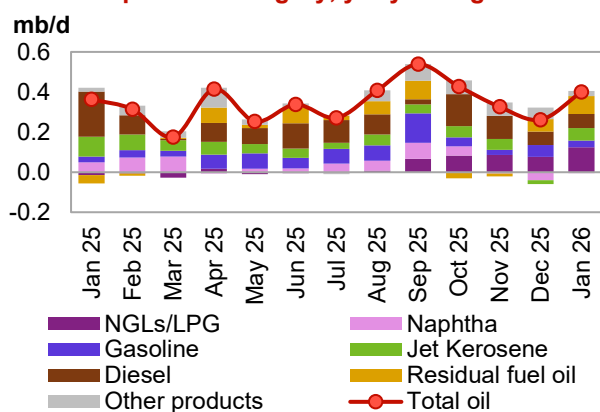 mb/d
0.6
0.4
0.2
0.0
-0.2
Jan 25
Feb 25
Mar 25
Apr 25
May 25
Jun 25
Jul 25
Aug 25
Sep 25
Oct 25
Nov 25
Dec 25
Jan 26
NGLs/LPG
Naphtha
Gasoline
Jet Kerosene
Diesel
Residual fuel oil
Other products
Total oil